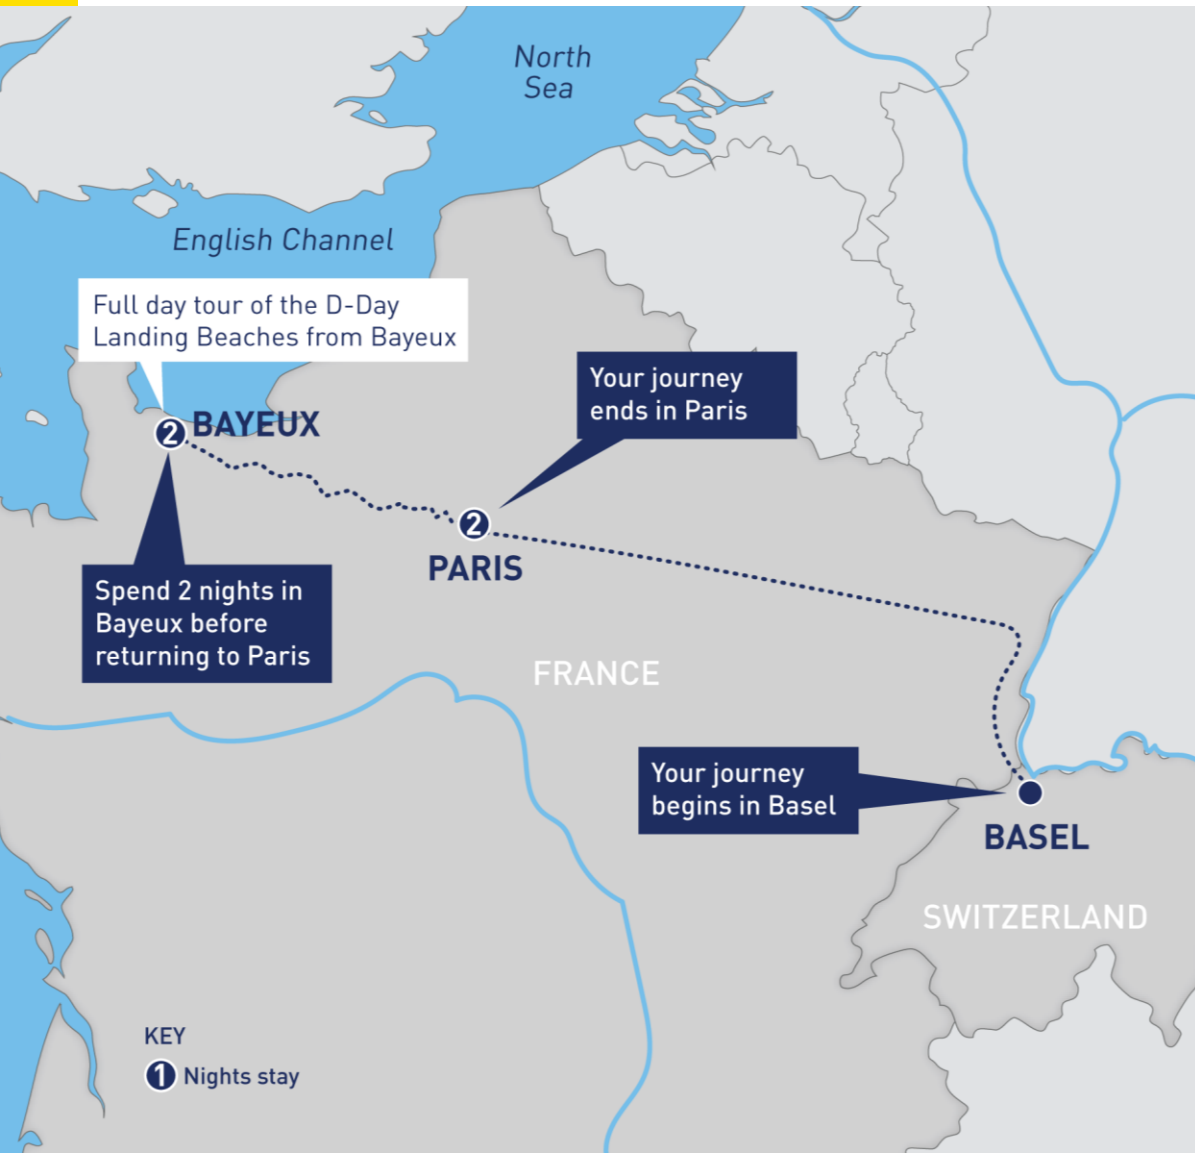 North
Sea
English Channel
Full day tour of the D-Day
Landing Beaches from Bayeux
Your journey
ends in Paris
2
BAYEUX
2
PARIS
Spend 2 nights in
Bayeux before
returning to Paris
FRANCE
Your journey
begins in Basel
BASEL
SWITZERLAND
KEY
1 Nights stay